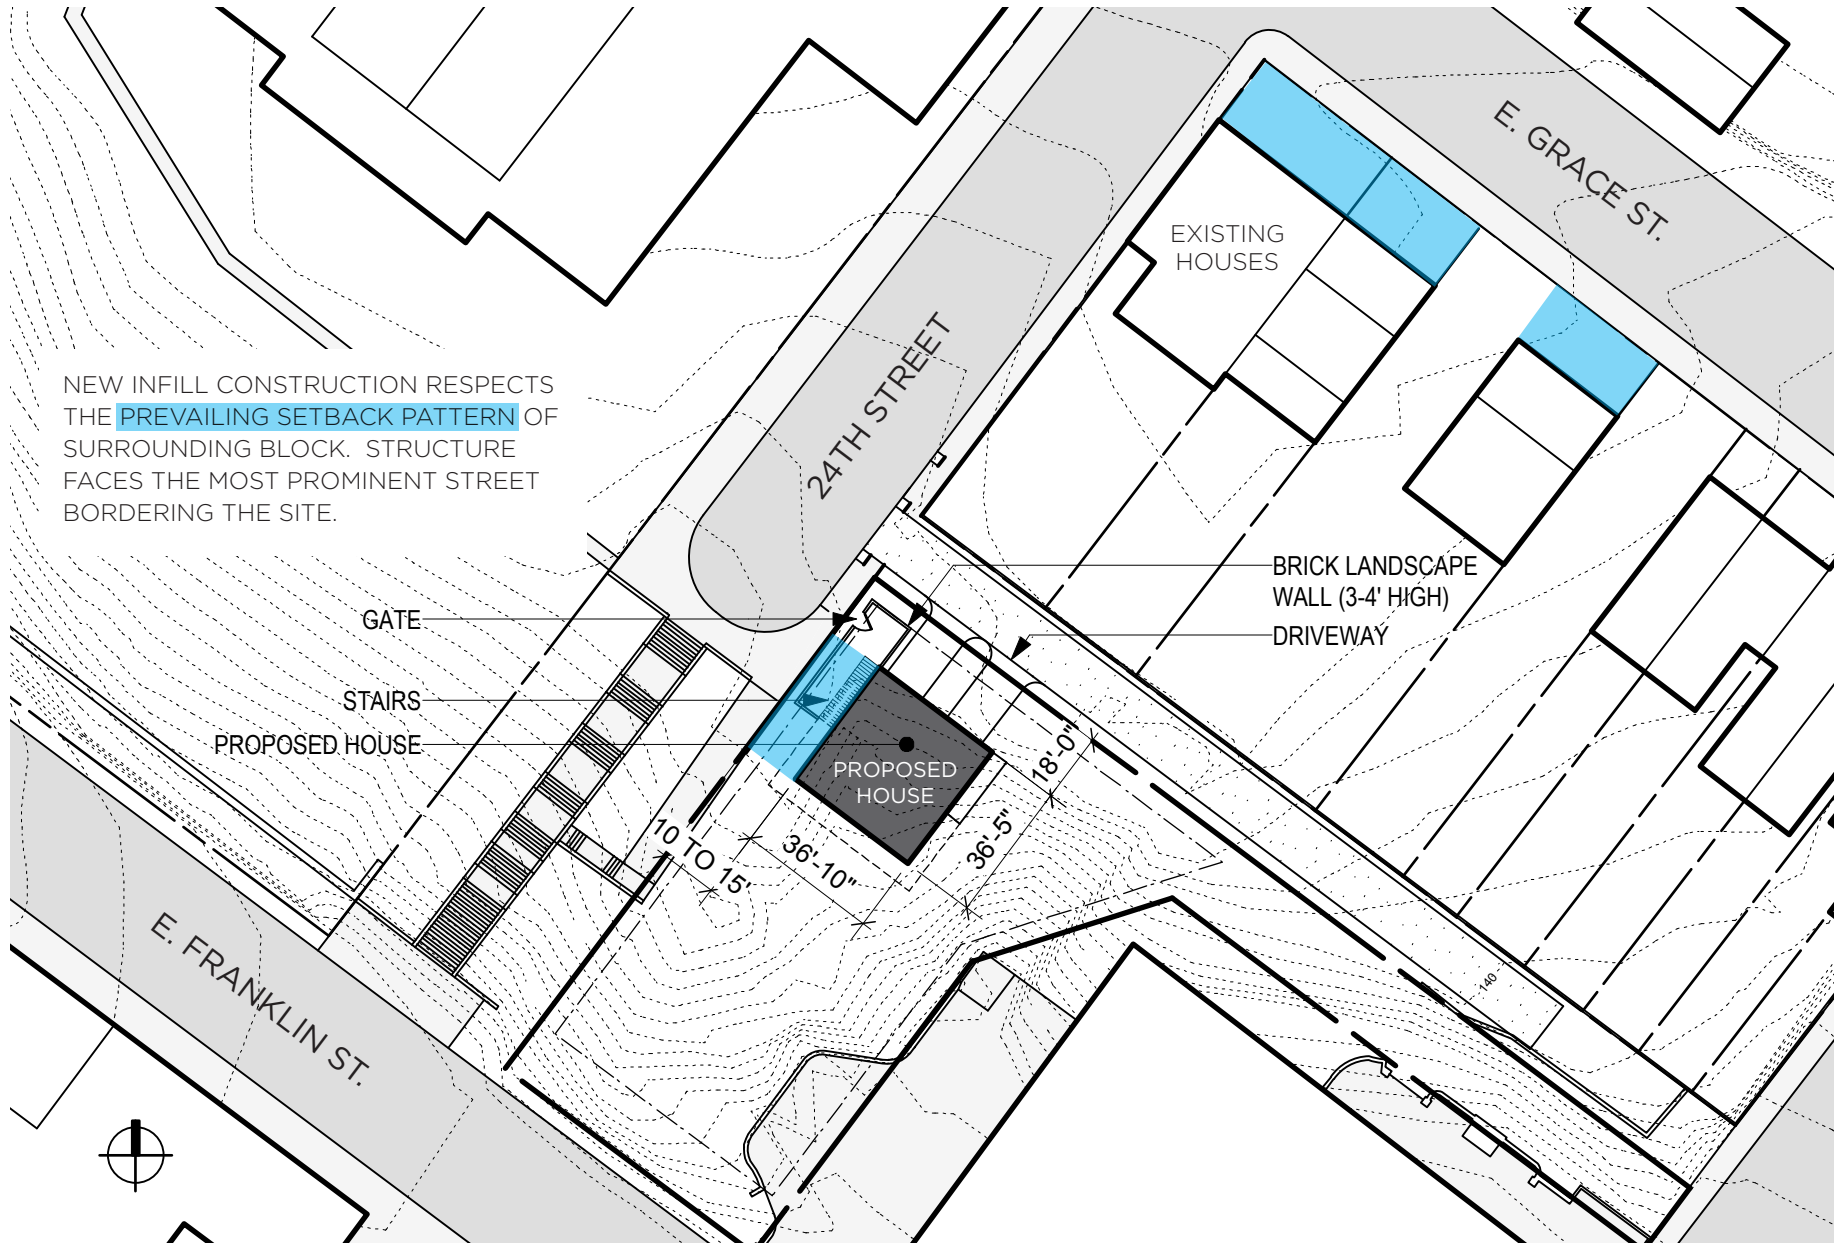 E. GRACE ST.
EXISTING
HOUSES
24TH STREET
NEW INFILL CONSTRUCTION RESPECTS
THE PREVAILING SETBACK PATTERN OF
SURROUNDING BLOCK. STRUCTURE
FACES THE MOST PROMINENT STREET
BORDERING THE SITE.
BRICK LANDSCAPE
WALL (3-4' HIGH)
DRIVEWAY
GATE
STAIRS
PROPOSED HOUSE
PROPOSED
HOUSE
18'-0"
36'-5"
36'-10"
10 TO 15'
140
E. FRANKLIN ST.